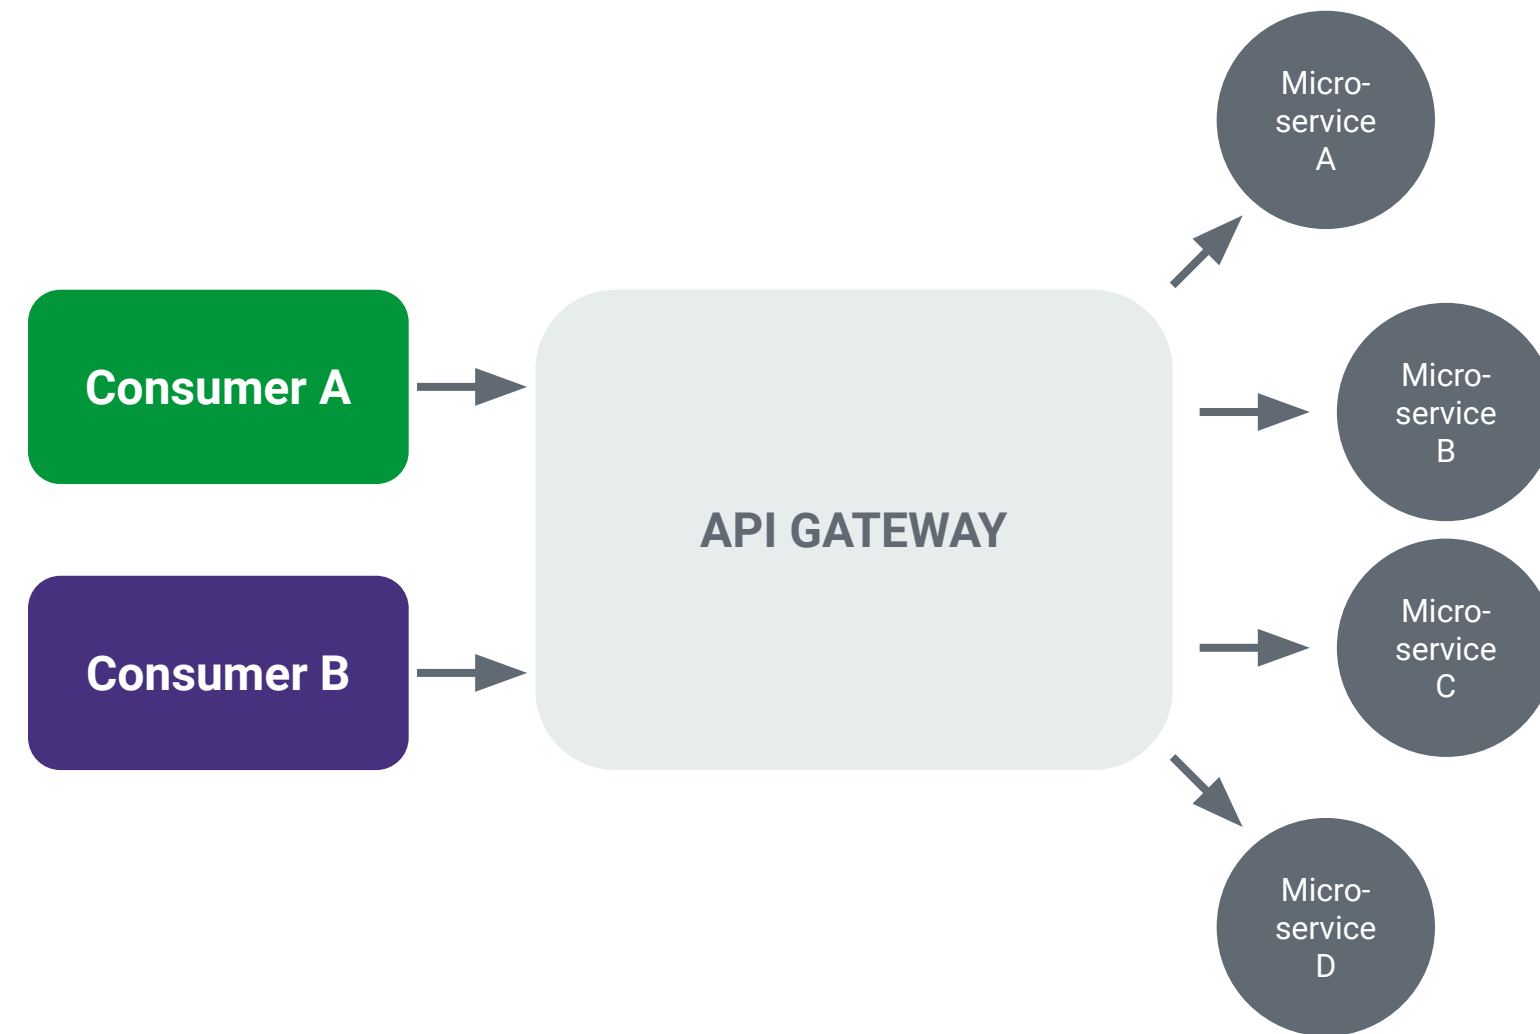 Consumer A
Consumer B
API GATEWAY
Micro-
service
A
Micro-
service
B
Micro-
service
C
Micro-
service
D